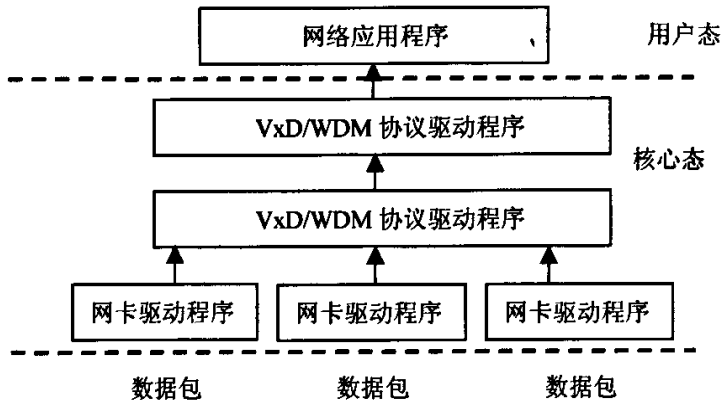 网络应用程序
用户态
VxD/WDM 协议驱动程序
核心态
VxD/WDM 协议驱动程序
网卡驱动程序 网卡驱动程序 网卡驱动程序
数据包 数据包 数据包